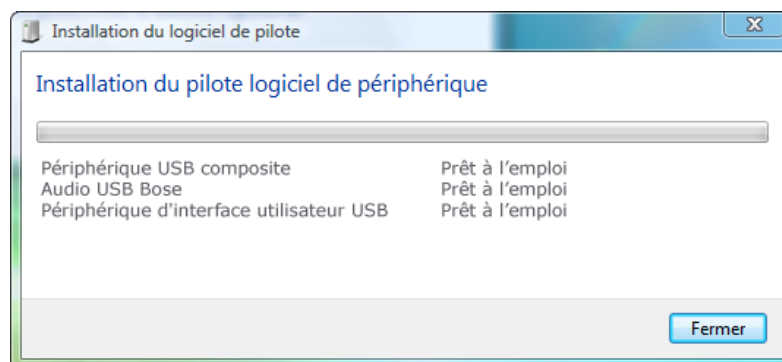 Installation du logiciel de pilote
Installation du pilote logiciel de périphérique
Périphérique USB composite Prêt à l’emploi
Audio USB Bose Prêt à l’emploi
Périphérique d'interface utilisateur USB Prêt à l’emploi
Fermer